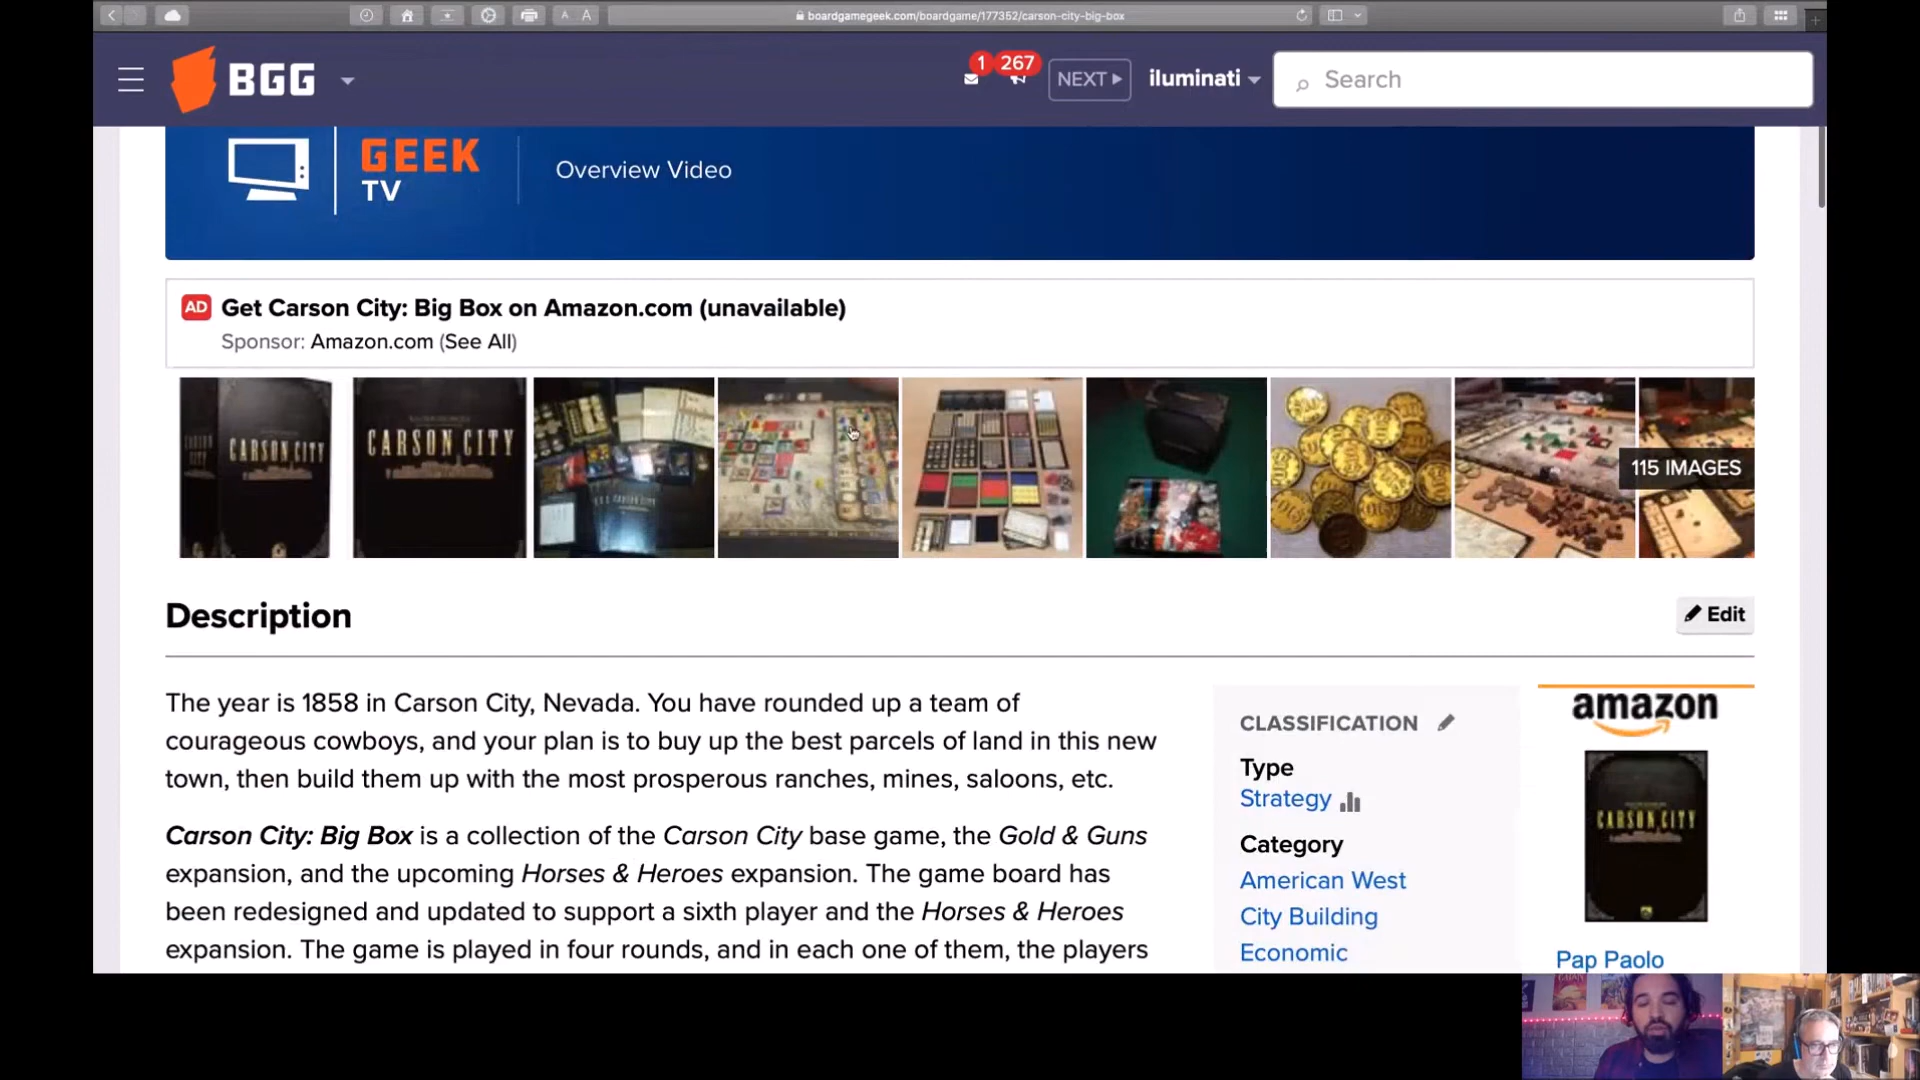 boardgamegeek.com/boardgame/177352/carson-city-big-box
A A
BGG
1 267
NEXT
iluminati
Search
GEEK
TV
Overview Video
AD
Get Carson City: Big Box on Amazon.com (unavailable)
Sponsor: Amazon.com (See All)
CARSON CITY
CARSON CITY
115 IMAGES
Description
Edit
The year is 1858 in Carson City, Nevada. You have rounded up a team of
courageous cowboys, and your plan is to buy up the best parcels of land in this new
town, then build them up with the most prosperous ranches, mines, saloons, etc.
Carson City: Big Box is a collection of the Carson City base game, the Gold & Guns
expansion, and the upcoming Horses & Heroes expansion. The game board has
been redesigned and updated to support a sixth player and the Horses & Heroes
expansion. The game is played in four rounds, and in each one of them, the players
CLASSIFICATION
Type
Strategy
Category
American West
City Building
Economic
amazon
CARSON CITY
Pap Paolo